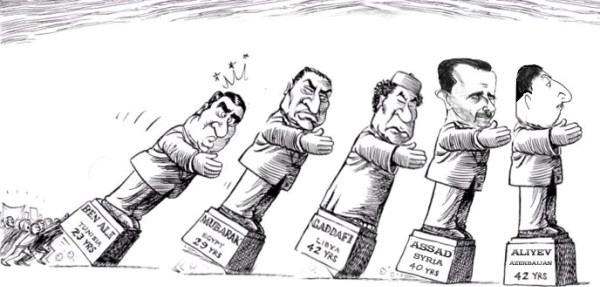 BEN ALI
TUNISIA
23 YRS
MUBARAK
EGYPT
29 YRS
GADDAFI
LIBYA
42 YRS
ASSAD
SYRIA
40 YRS
ALIYEV
AZERBAIJAN
42 YRS